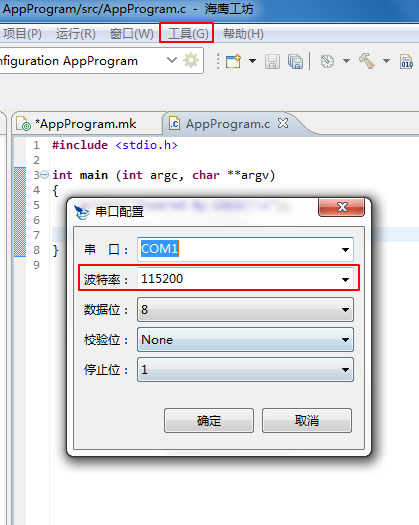 AppProgram/src/AppProgram.c - 海鹰工坊
项目(P) 运行(R) 窗口(W) 工具(G) 帮助(H)
nfiguration AppProgram
010
*AppProgram.mk AppProgram.c
1 #include <stdio.h>
2
3 int main (int argc, char **argv)
4 {
5
6
7
8 }
9
串口配置
串 口： COM1
波特率： 115200
数据位： 8
校验位： None
停止位： 1
确定 取消